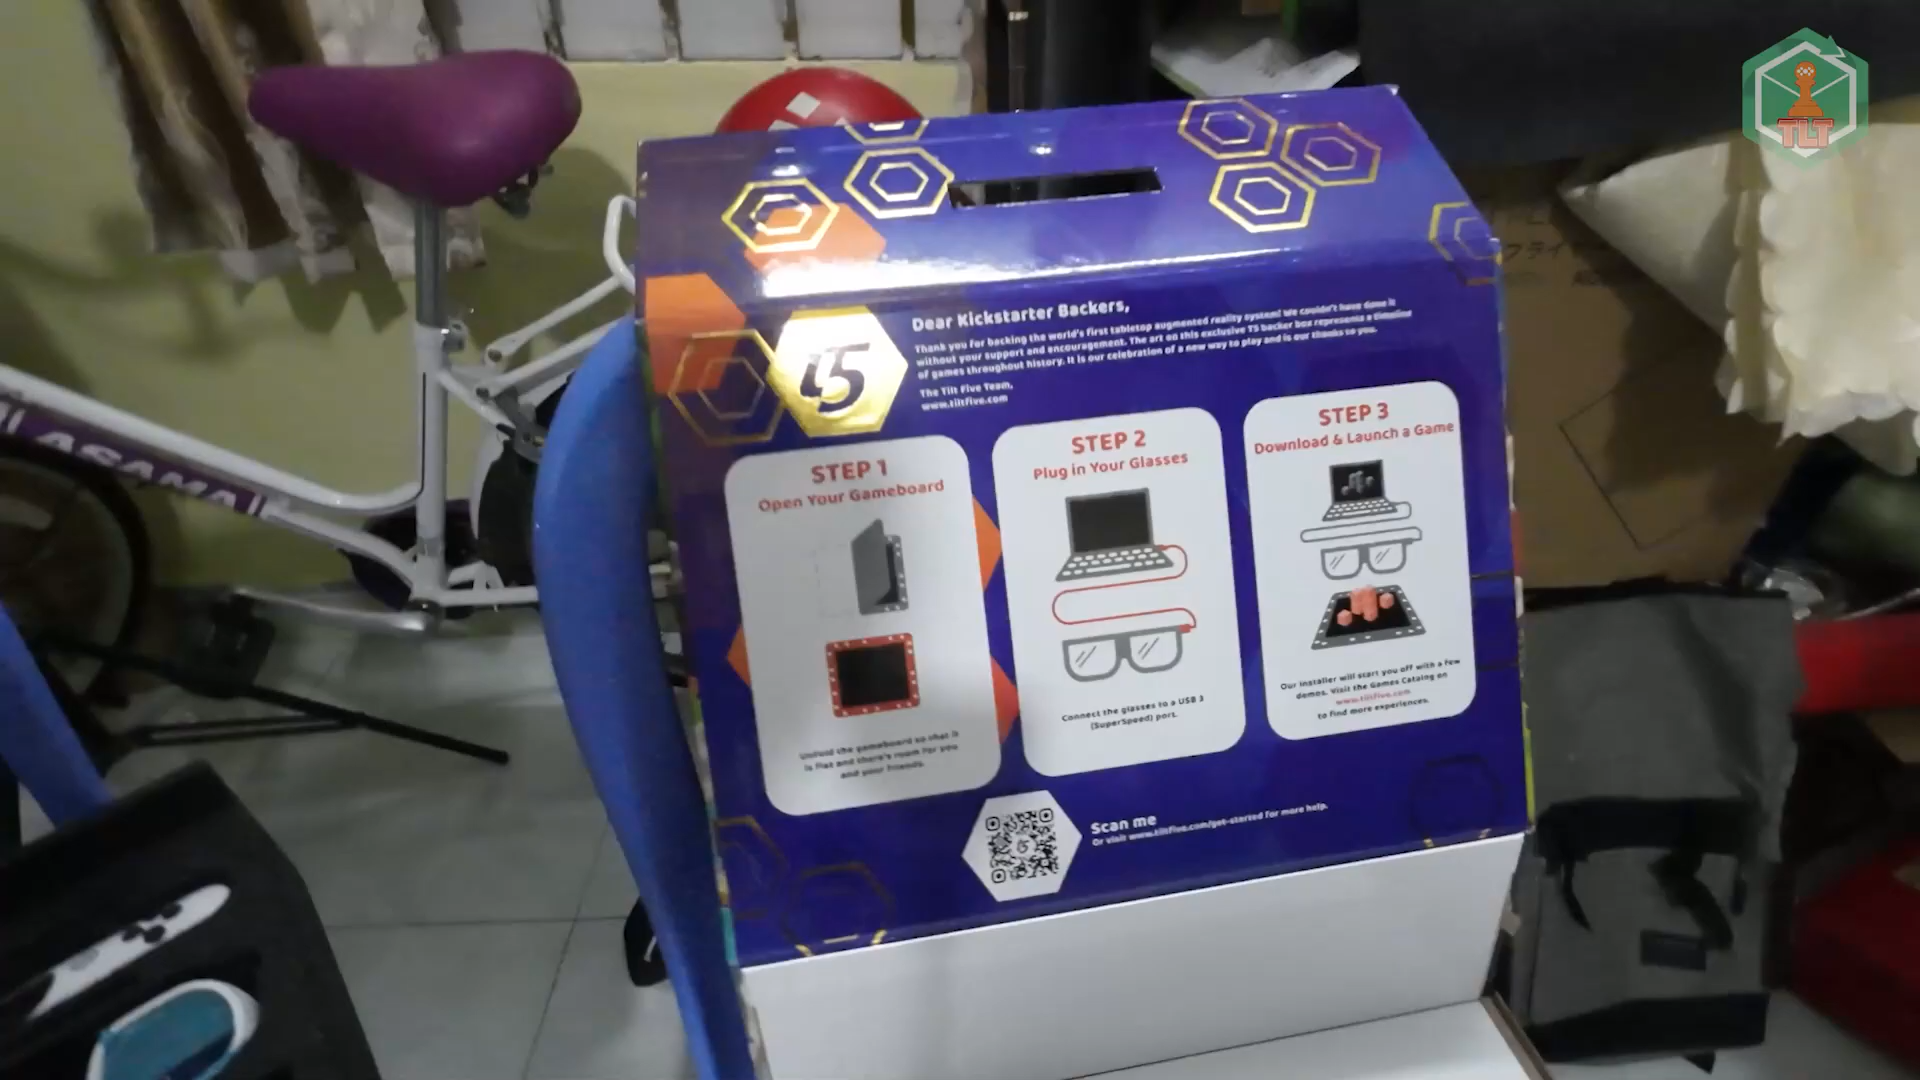 TLT
Dear Kickstarter Backers,
Thank you for backing the world's first tabletop augmented reality system! We couldn't have done it
without your support and encouragement. The art on this exclusive T5 backer box represents a timeline
of games throughout history. It is our celebration of a new way to play and is our thanks to you.
The Tilt Five Team,
www.tiltfive.com
STEP 1
Open Your Gameboard
Unfold the gameboard so that it
is flat and there's room for you
and your friends.
STEP 2
Plug in Your Glasses
Connect the glasses to a USB 3
(SuperSpeed) port.
STEP 3
Download & Launch a Game
Our installer will start you off with a few
demos. Visit the Games Catalog on
www.tiltfive.com
to find more experiences.
Scan me
Or visit www.tiltfive.com/get-started for more help.
ASAMA